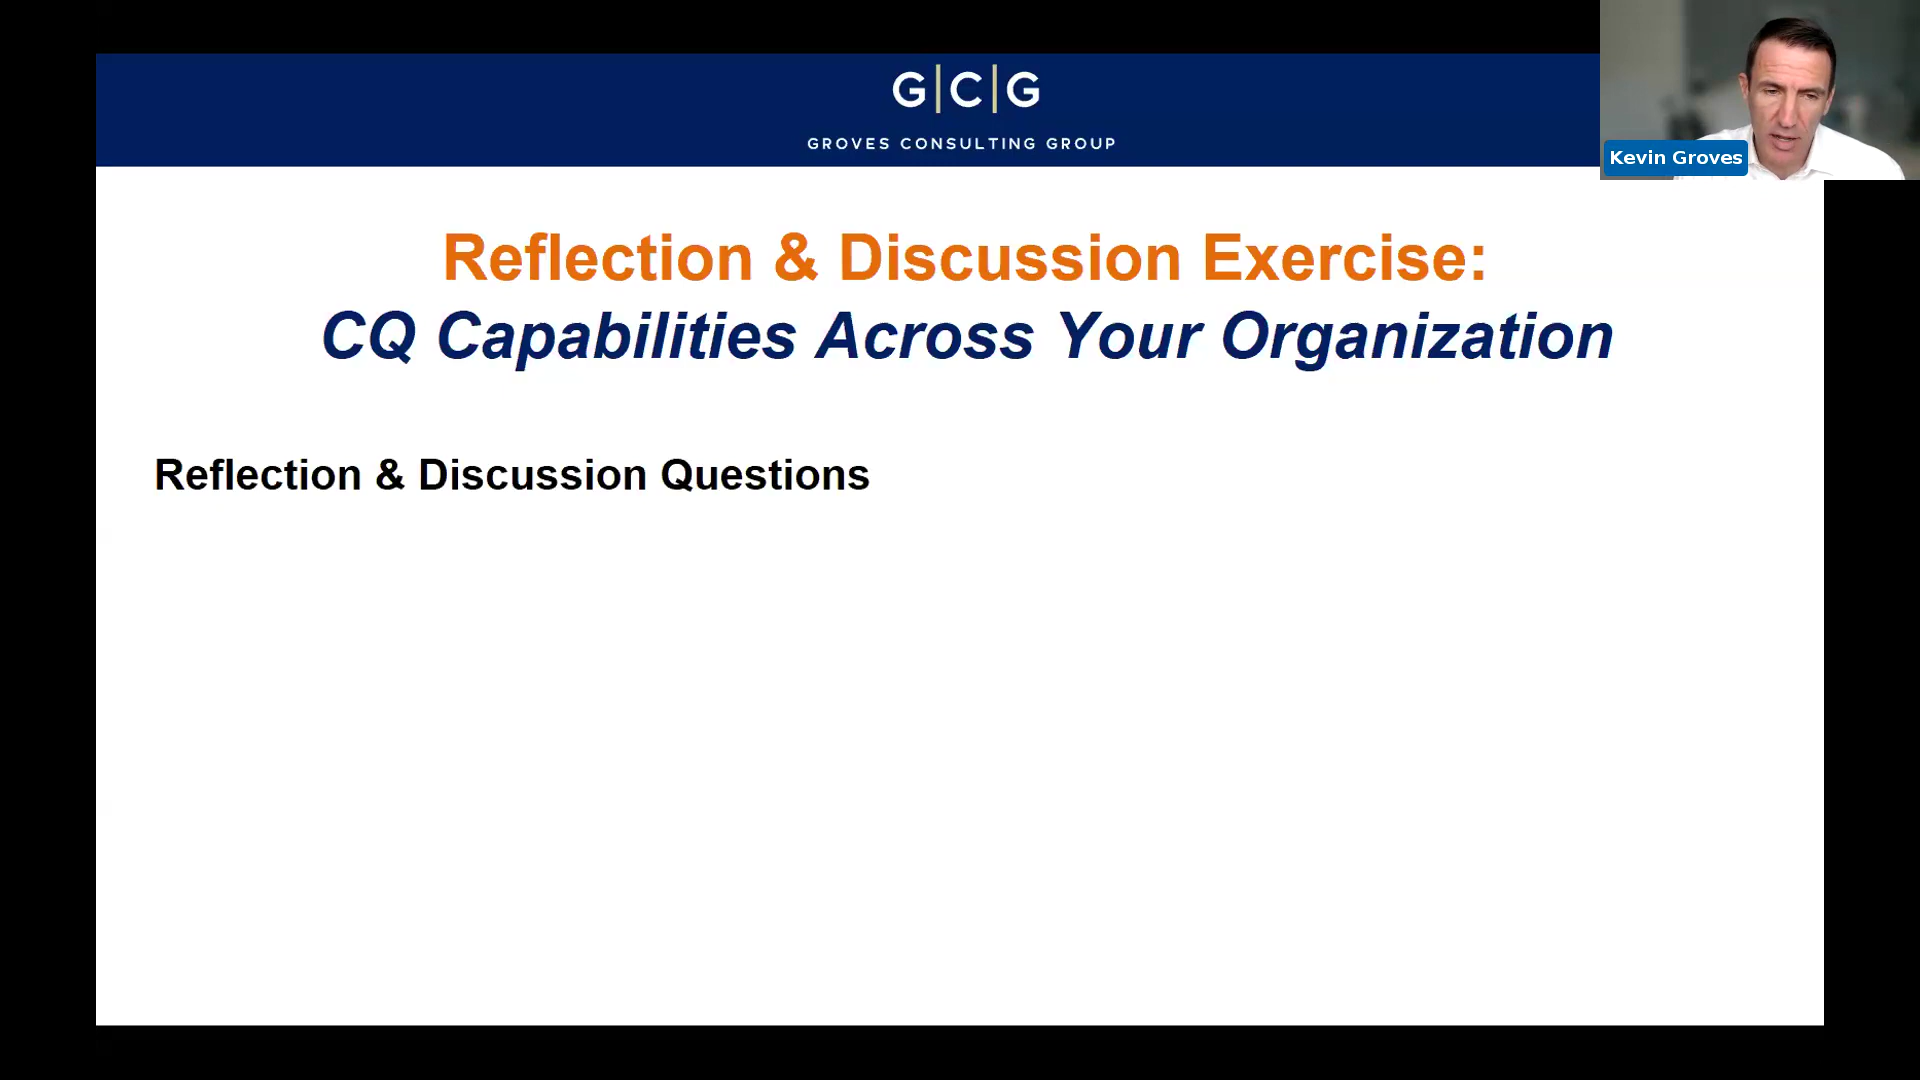 G|C|G
GROVES CONSULTING GROUP
Kevin Groves
Reflection & Discussion Exercise:
CQ Capabilities Across Your Organization
Reflection & Discussion Questions